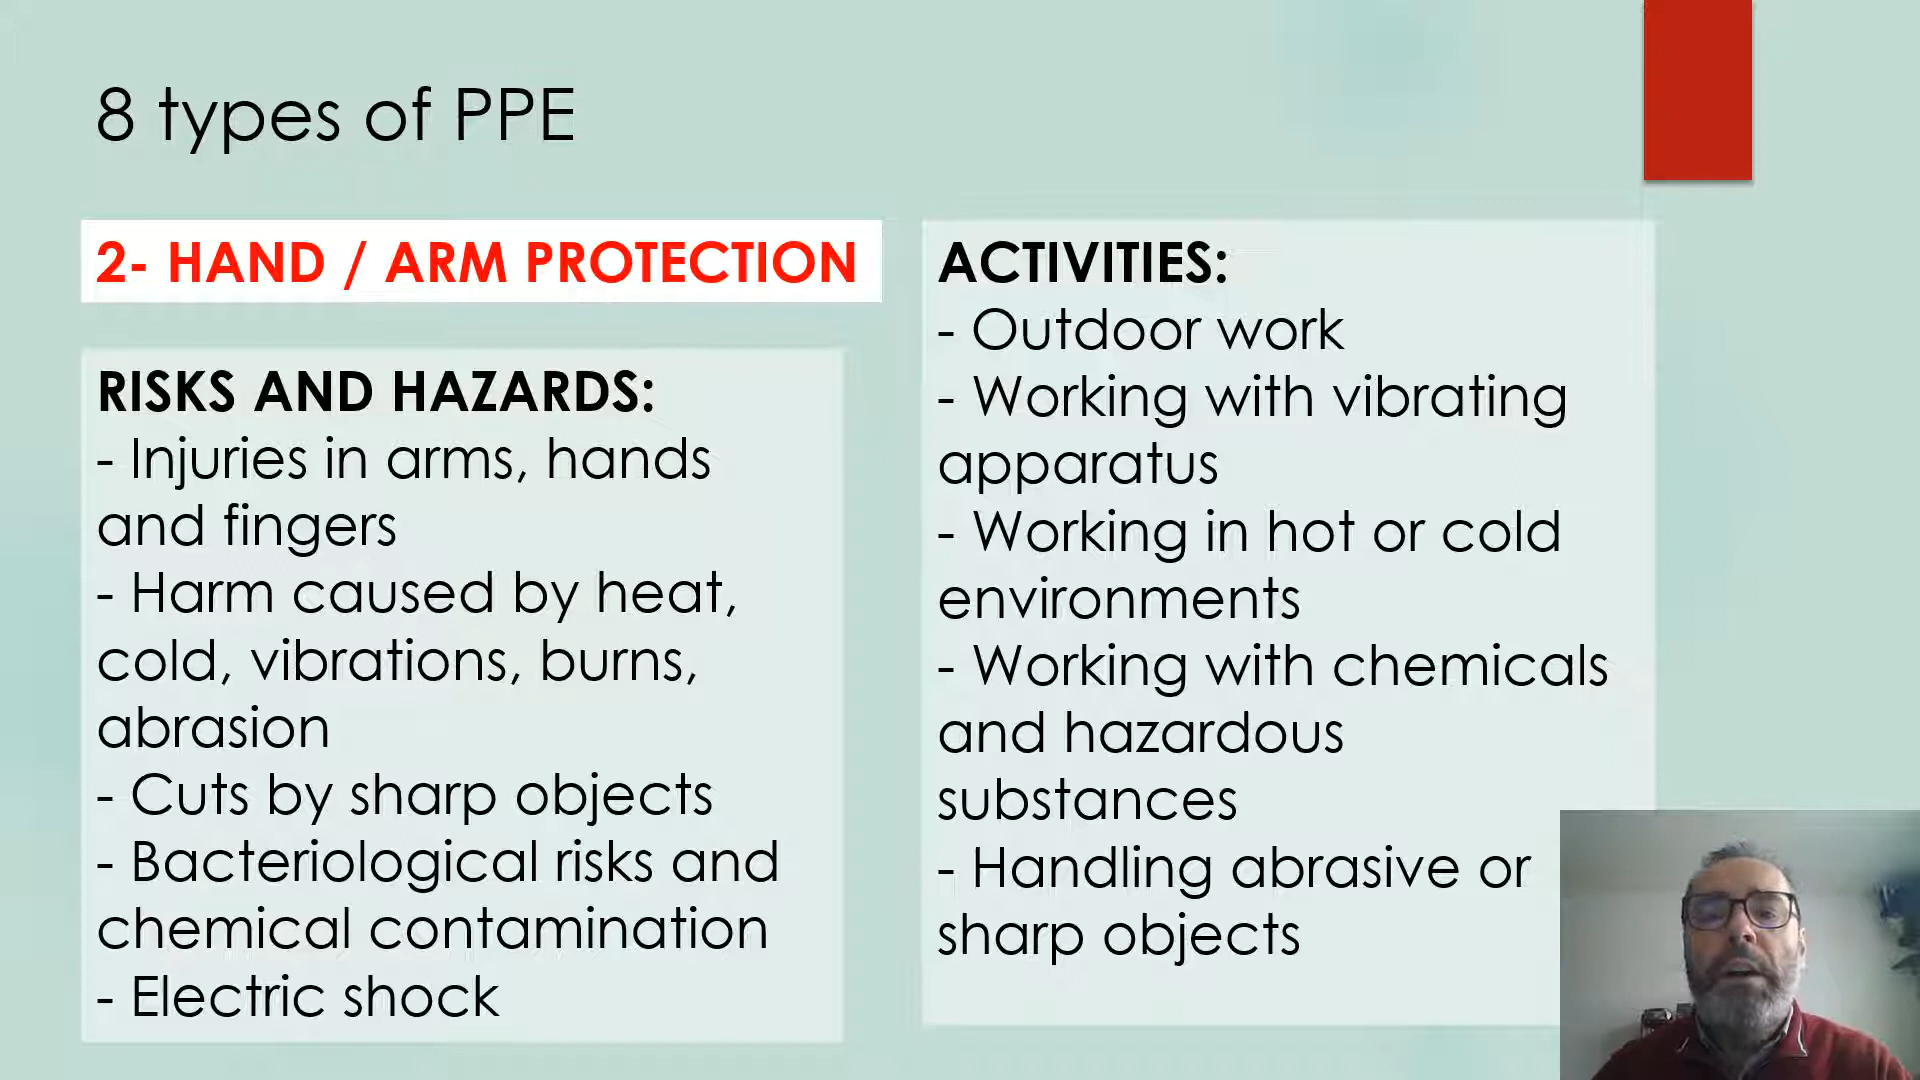 8 types of PPE
2- HAND / ARM PROTECTION
RISKS AND HAZARDS:
- Injuries in arms, hands
and fingers
- Harm caused by heat,
cold, vibrations, burns,
abrasion
- Cuts by sharp objects
- Bacteriological risks and
chemical contamination
- Electric shock
ACTIVITIES:
- Outdoor work
- Working with vibrating
apparatus
- Working in hot or cold
environments
- Working with chemicals
and hazardous
substances
- Handling abrasive or
sharp objects